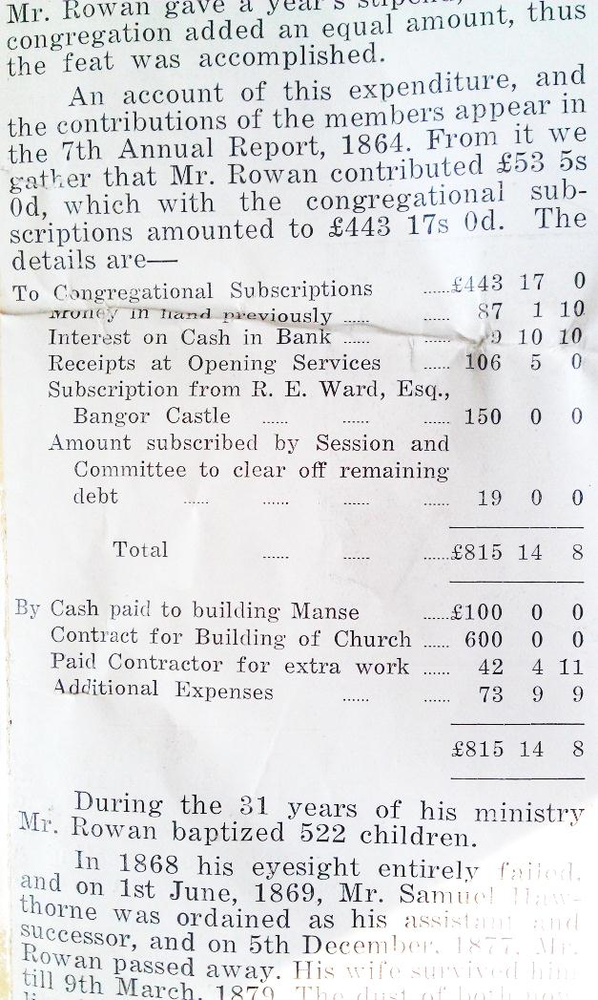 Mr. Rowan gave a year's stipend,
congregation added an equal amount, thus
the feat was accomplished.
An account of this expenditure, and
the contributions of the members appear in
the 7th Annual Report, 1864. From it we
gather that Mr. Rowan contributed £53 5s
0d, which with the congregational sub-
scriptions amounted to £443 17s 0d. The
details are—
To Congregational Subscriptions ......£443 17 0
Money in hand previously ...... ...... 87 1 10
Interest on Cash in Bank ...... ...... 9 10 10
Receipts at Opening Services ...... 106 5 0
Subscription from R. E. Ward, Esq.,
Bangor Castle ...... ...... ...... 150 0 0
Amount subscribed by Session and
Committee to clear off remaining
debt ...... ...... ...... ...... 19 0 0
Total ...... ...... ......£815 14 8
By Cash paid to building Manse ......£100 0 0
Contract for Building of Church ...... 600 0 0
Paid Contractor for extra work ...... 42 4 11
Additional Expenses ...... ...... 73 9 9
£815 14 8
During the 31 years of his ministry
Mr. Rowan baptized 522 children.
In 1868 his eyesight entirely failed,
and on 1st June, 1869, Mr. Samuel Haw-
thorne was ordained as his assistant and
successor, and on 5th December, 1877, Mr.
Rowan passed away. His wife survived him
till 9th March, 1879. The dust of both now